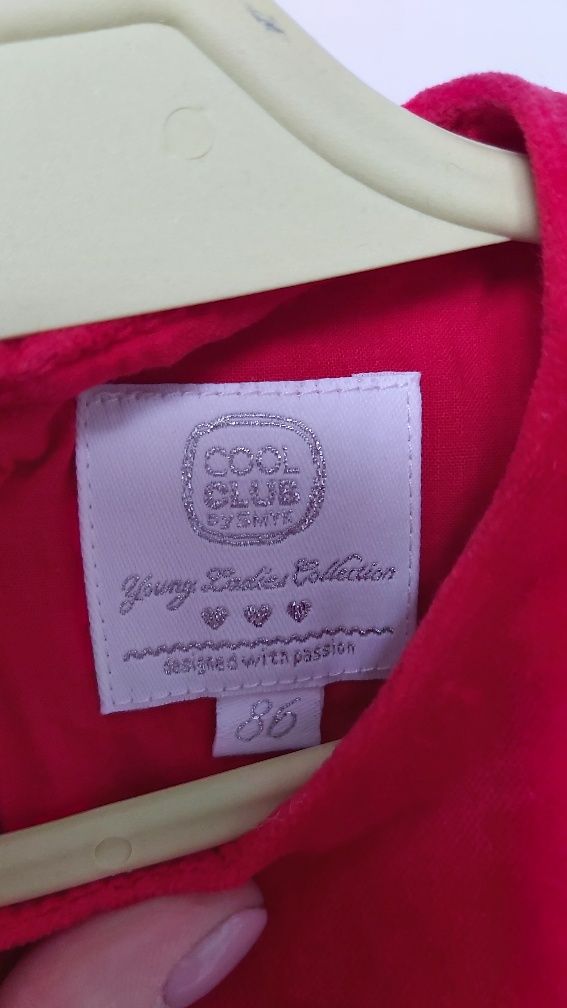 COOL
CLUB
BY SMYK
Young Ladies Collection
designed with passion
86